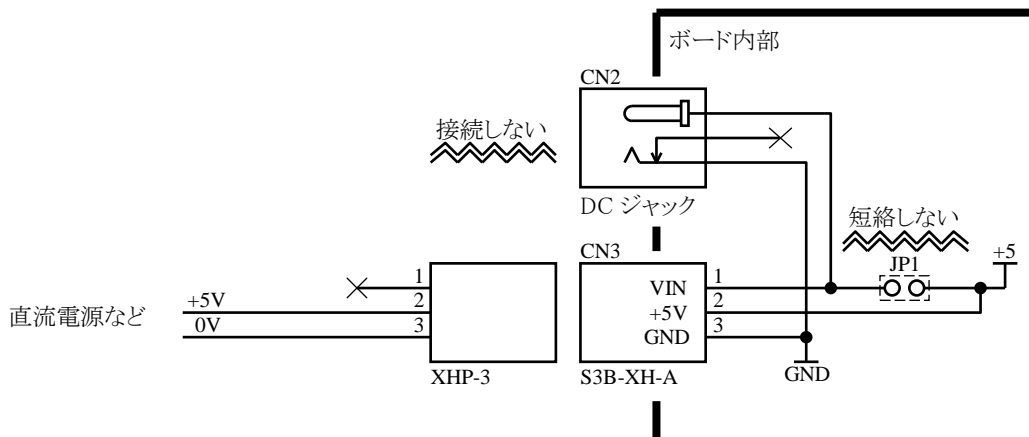 ボード内部
CN2
接続しない
DC ジャック
短絡しない
CN3
JP1
+5
直流電源など
+5V
0V
1
2
3
XHP-3
VIN
+5V
GND
1
2
3
S3B-XH-A
GND